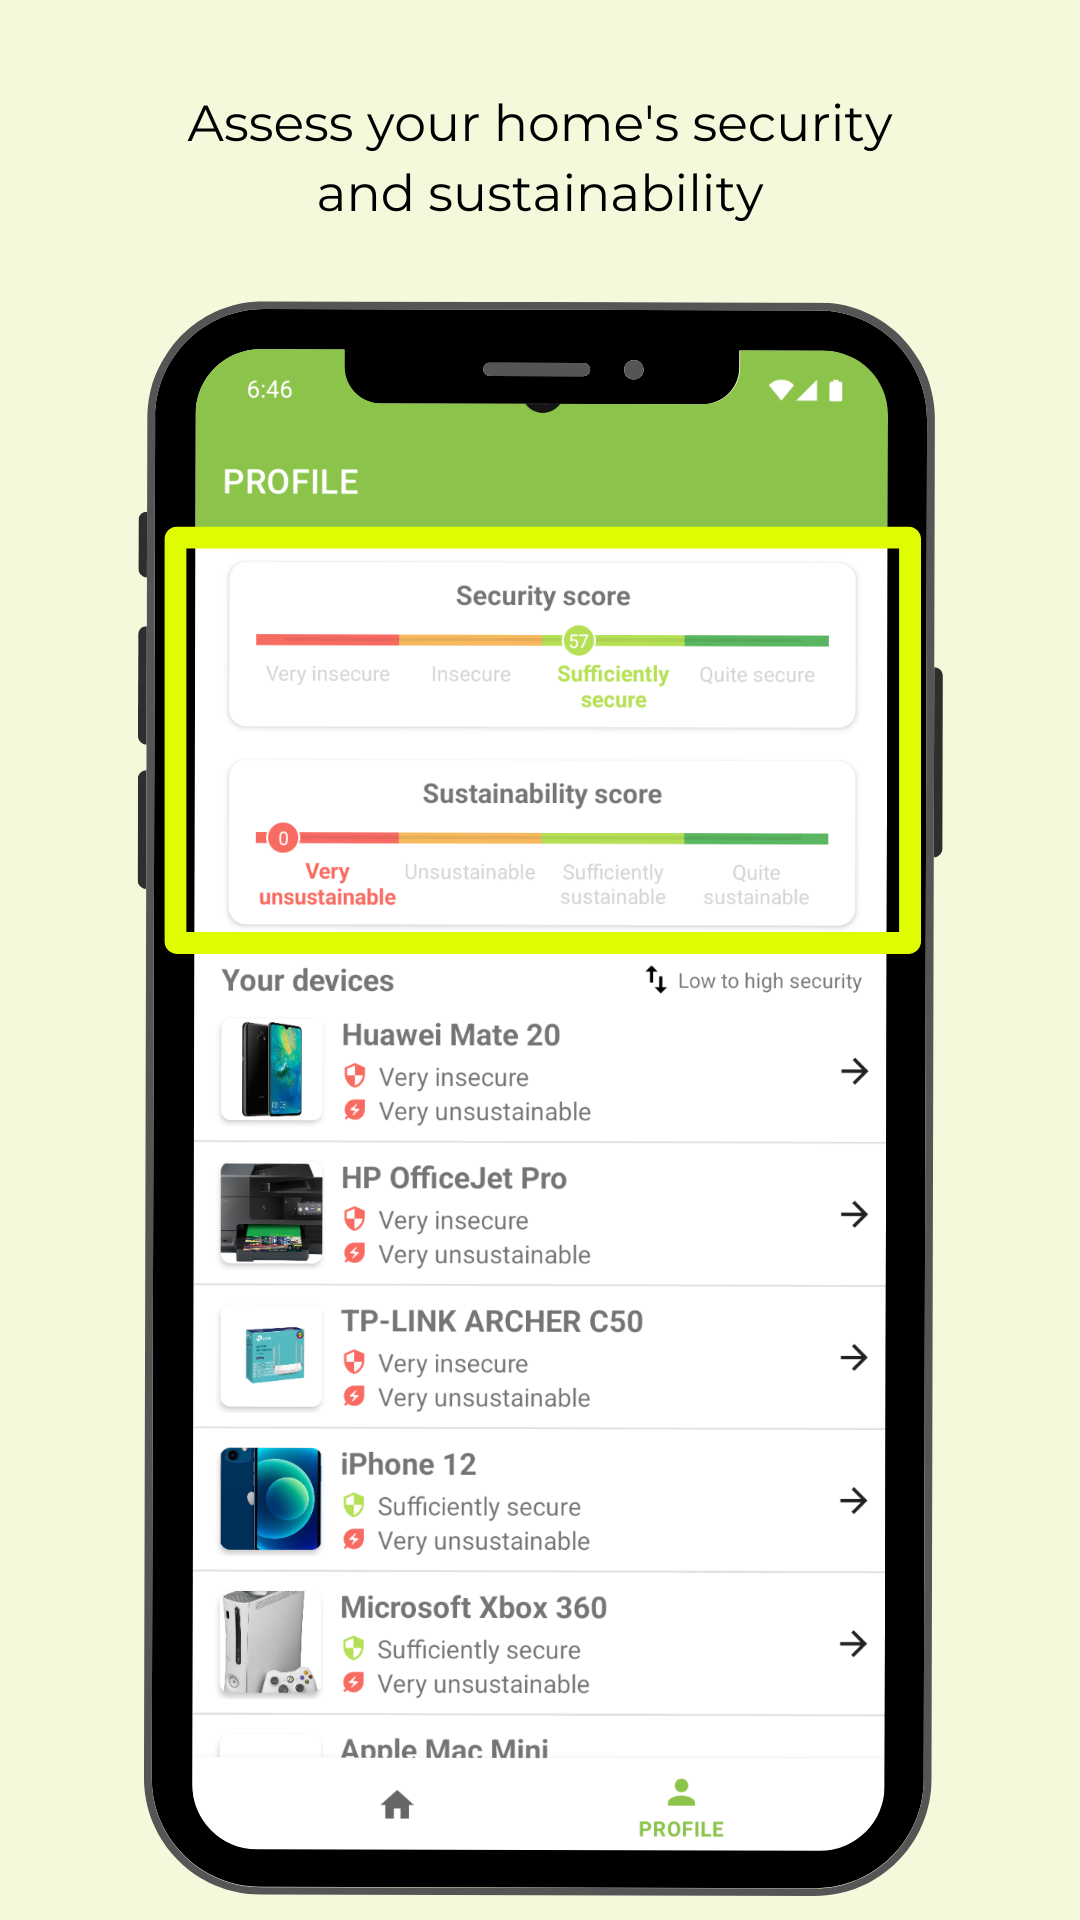 Assess your home's security
and sustainability
6:46
PROFILE
Security score
57
Very insecure
Insecure
Sufficiently
secure
Quite secure
Sustainability score
0
Very
unsustainable
Unsustainable
Sufficiently
sustainable
Quite
sustainable
Your devices
Low to high security
Huawei Mate 20
Very insecure
Very unsustainable
HP OfficeJet Pro
Very insecure
Very unsustainable
TP-LINK ARCHER C50
Very insecure
Very unsustainable
iPhone 12
Sufficiently secure
Very unsustainable
Microsoft Xbox 360
Sufficiently secure
Very unsustainable
Apple Mac Mini
PROFILE